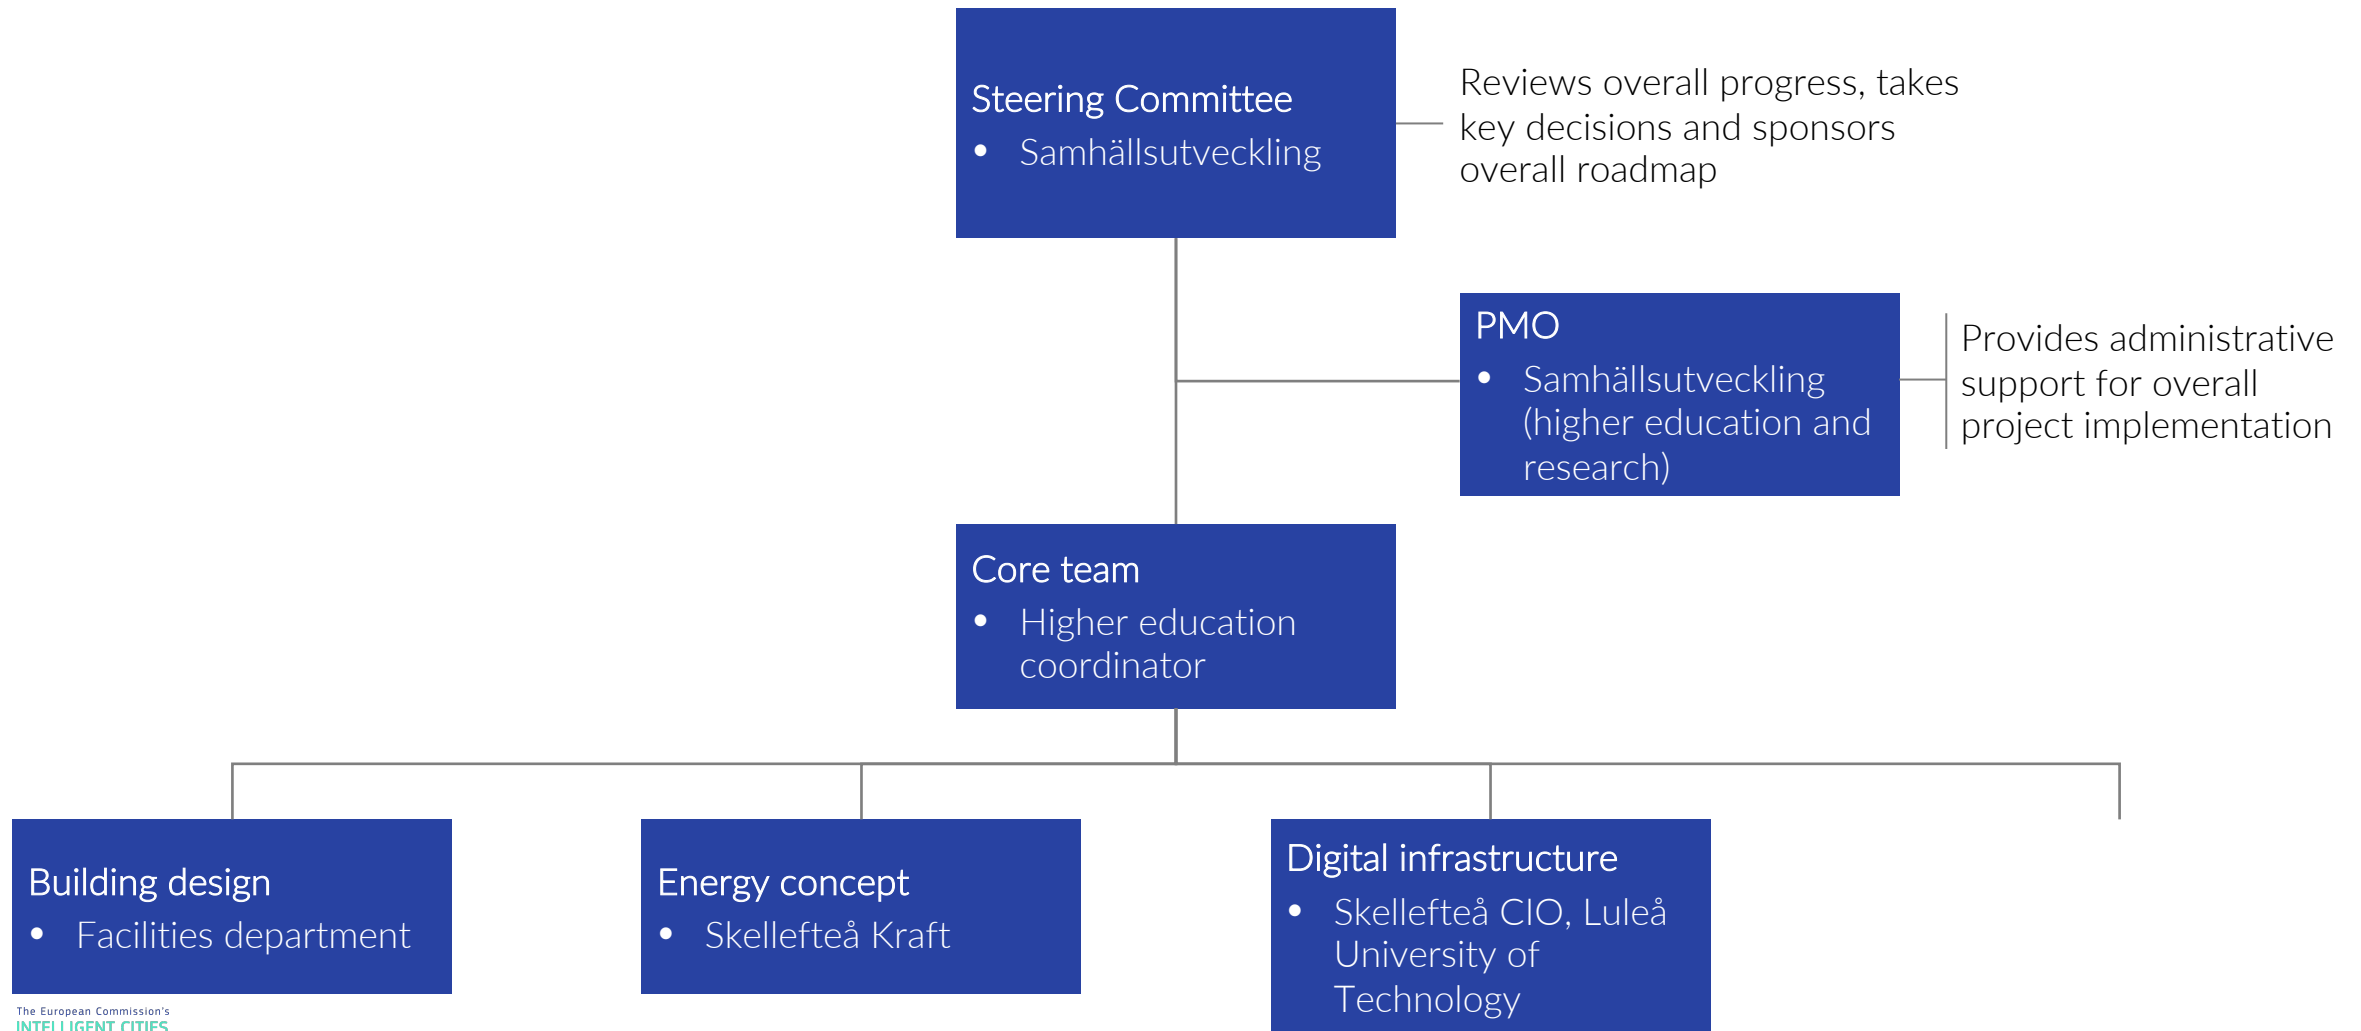 Steering Committee
• Samhällsutveckling
Reviews overall progress, takes
key decisions and sponsors
overall roadmap
PMO
• Samhällsutveckling
(higher education and
research)
Provides administrative
support for overall
project implementation
Core team
• Higher education
coordinator
Building design
• Facilities department
Energy concept
• Skellefteå Kraft
Digital infrastructure
• Skellefteå CIO, Luleå
University of
Technology
The European Commission's
INTELLIGENT CITIES